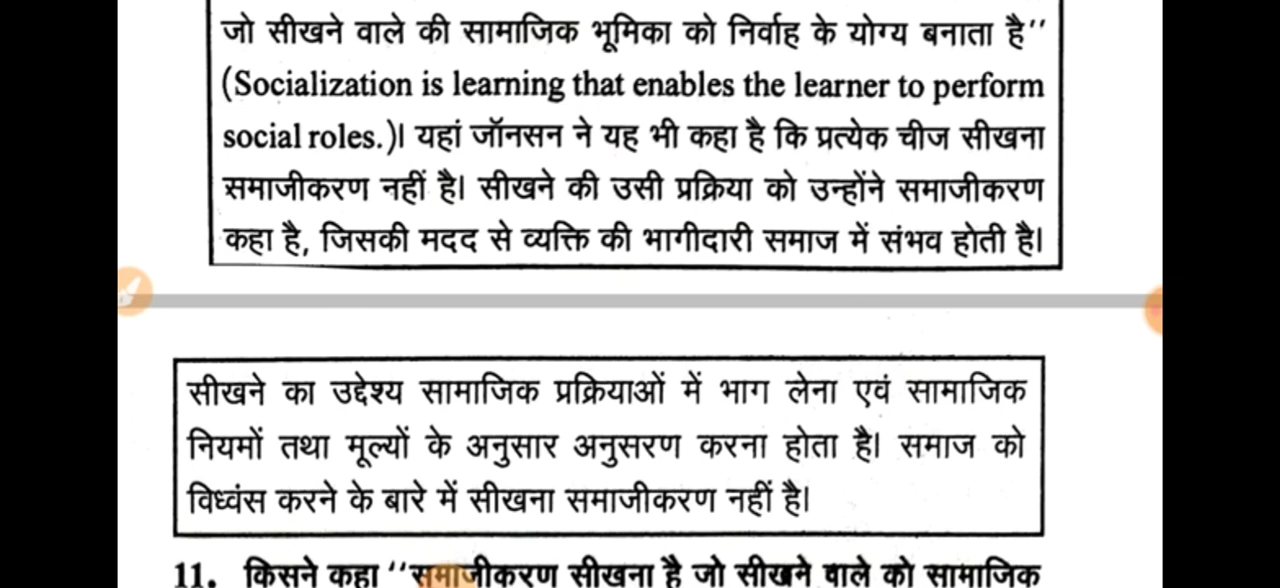 जो सीखने वाले की सामाजिक भूमिका को निर्वाह के योग्य बनाता है''
(Socialization is learning that enables the learner to perform
social roles.)। यहां जॉनसन ने यह भी कहा है कि प्रत्येक चीज सीखना
समाजीकरण नहीं है। सीखने की उसी प्रक्रिया को उन्होंने समाजीकरण
कहा है, जिसकी मदद से व्यक्ति की भागीदारी समाज में संभव होती है।
सीखने का उद्देश्य सामाजिक प्रक्रियाओं में भाग लेना एवं सामाजिक
नियमों तथा मूल्यों के अनुसार अनुसरण करना होता है। समाज को
विध्वंस करने के बारे में सीखना समाजीकरण नहीं है।
11. किसने कहा ''समाजीकरण सीखना है जो सीखने वाले को सामाजिक